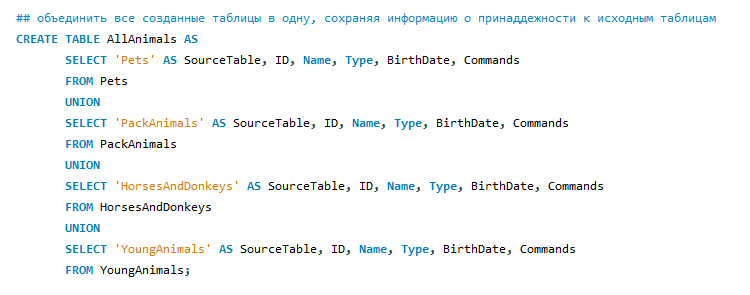 ## объединить все созданные таблицы в одну, сохраняя информацию о принаддежности к исходным таблицам
CREATE TABLE AllAnimals AS
SELECT 'Pets' AS SourceTable, ID, Name, Type, BirthDate, Commands
FROM Pets
UNION
SELECT 'PackAnimals' AS SourceTable, ID, Name, Type, BirthDate, Commands
FROM PackAnimals
UNION
SELECT 'HorsesAndDonkeys' AS SourceTable, ID, Name, Type, BirthDate, Commands
FROM HorsesAndDonkeys
UNION
SELECT 'YoungAnimals' AS SourceTable, ID, Name, Type, BirthDate, Commands
FROM YoungAnimals;